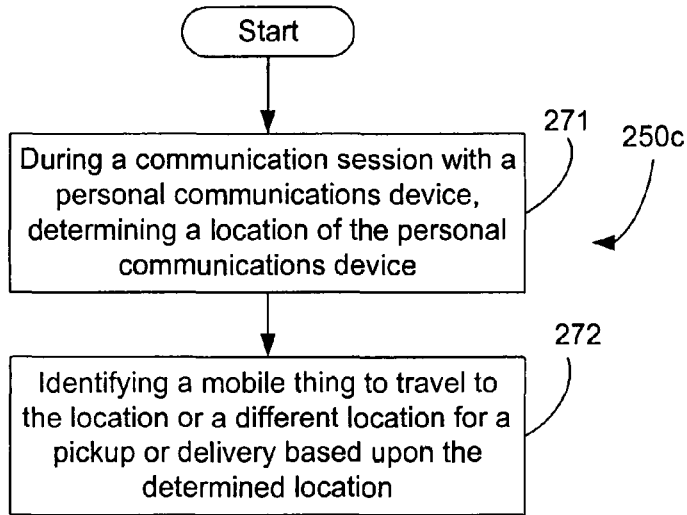 Start
271
250c
During a communication session with a
personal communications device,
determining a location of the personal
communications device
272
Identifying a mobile thing to travel to
the location or a different location for a
pickup or delivery based upon the
determined location